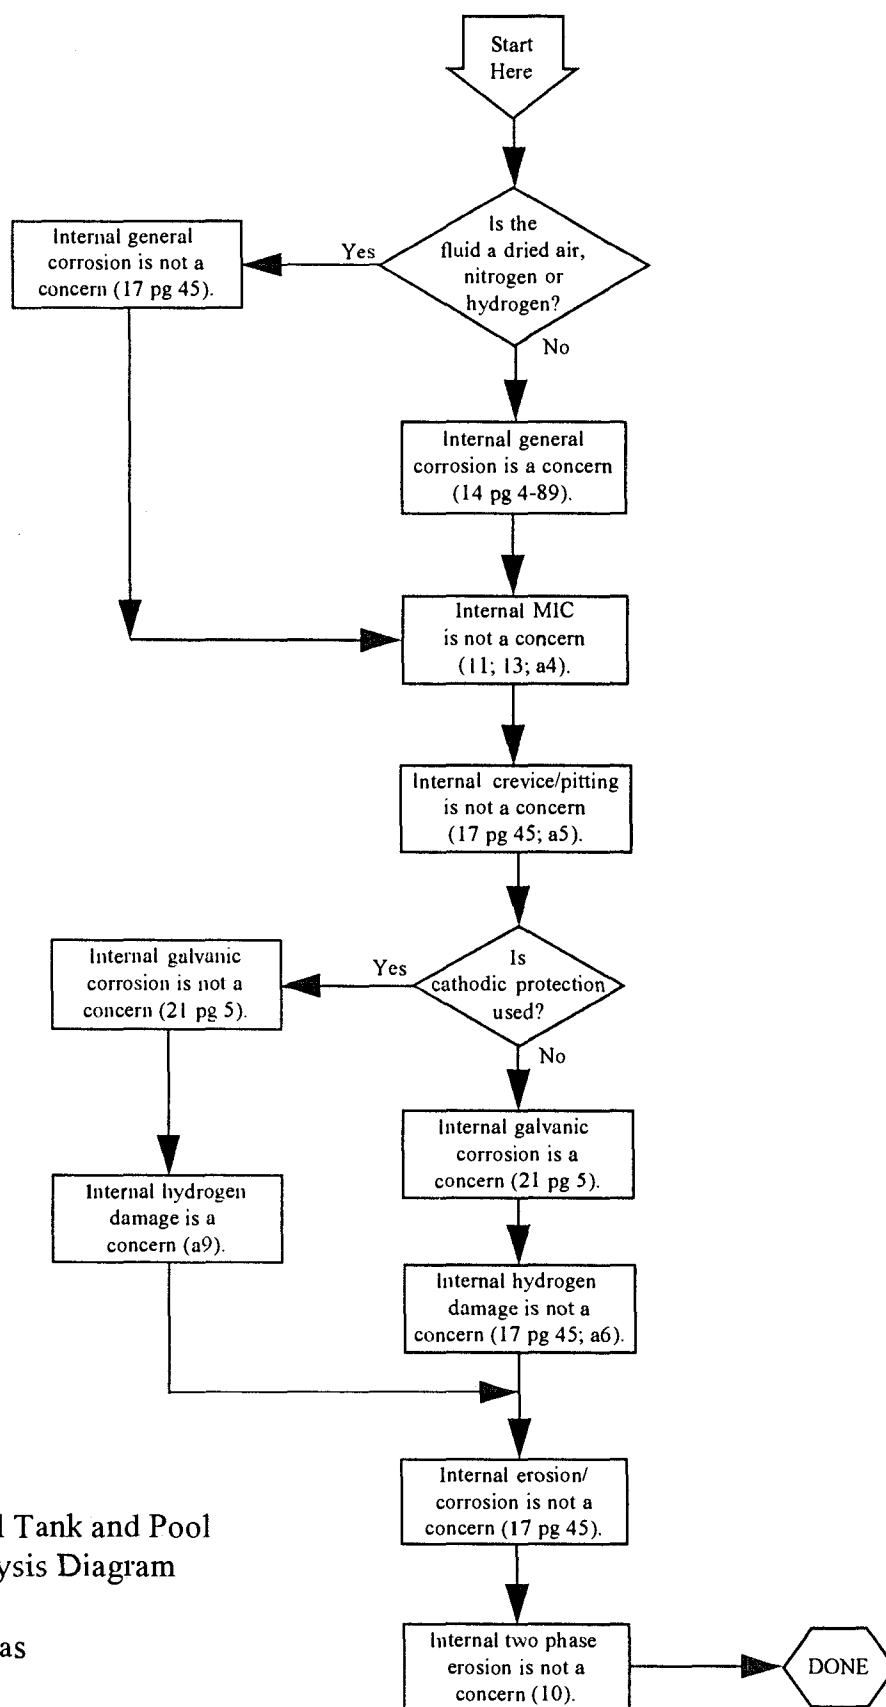 Start
Here
Is the
fluid a dried air,
nitrogen or
hydrogen?
Yes
Internal general
corrosion is not a
concern (17 pg 45).
No
Internal general
corrosion is a concern
(14 pg 4-89).
Internal MIC
is not a concern
(11; 13; a4).
Internal crevice/pitting
is not a concern
(17 pg 45; a5).
Is
cathodic protection
used?
Yes
Internal galvanic
corrosion is not a
concern (21 pg 5).
No
Internal galvanic
corrosion is a
concern (21 pg 5).
Internal hydrogen
damage is a
concern (a9).
Internal hydrogen
damage is not a
concern (17 pg 45; a6).
Internal erosion/
corrosion is not a
concern (17 pg 45).
Tank and Pool
Diagram
Internal two phase
erosion is not a
concern (10).
DONE